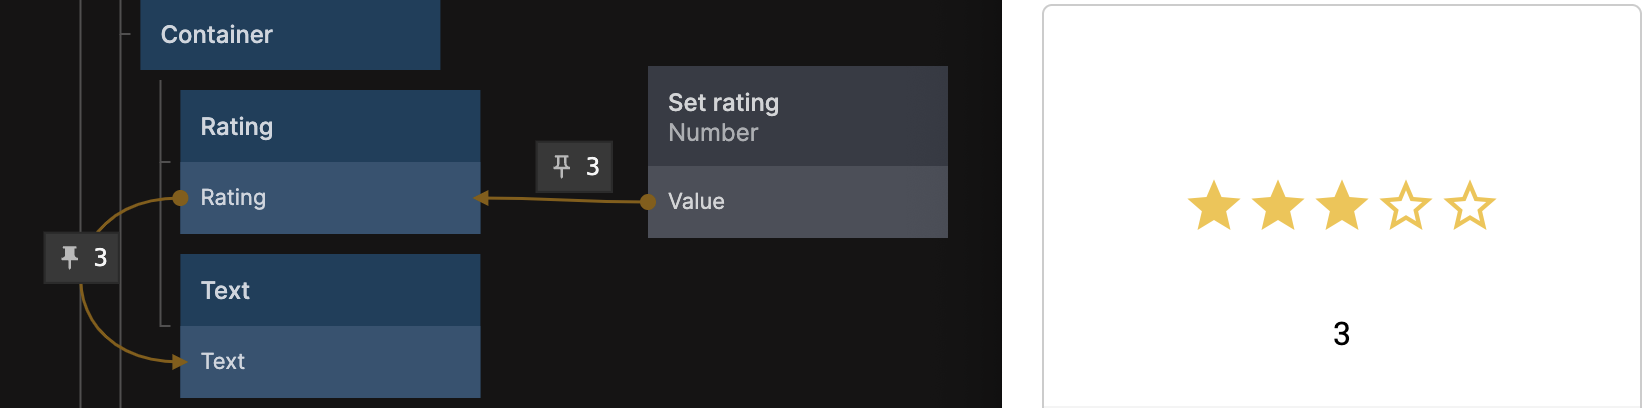 Container
Rating
Rating
3
Set rating
Number
Value
3
Text
Text
3